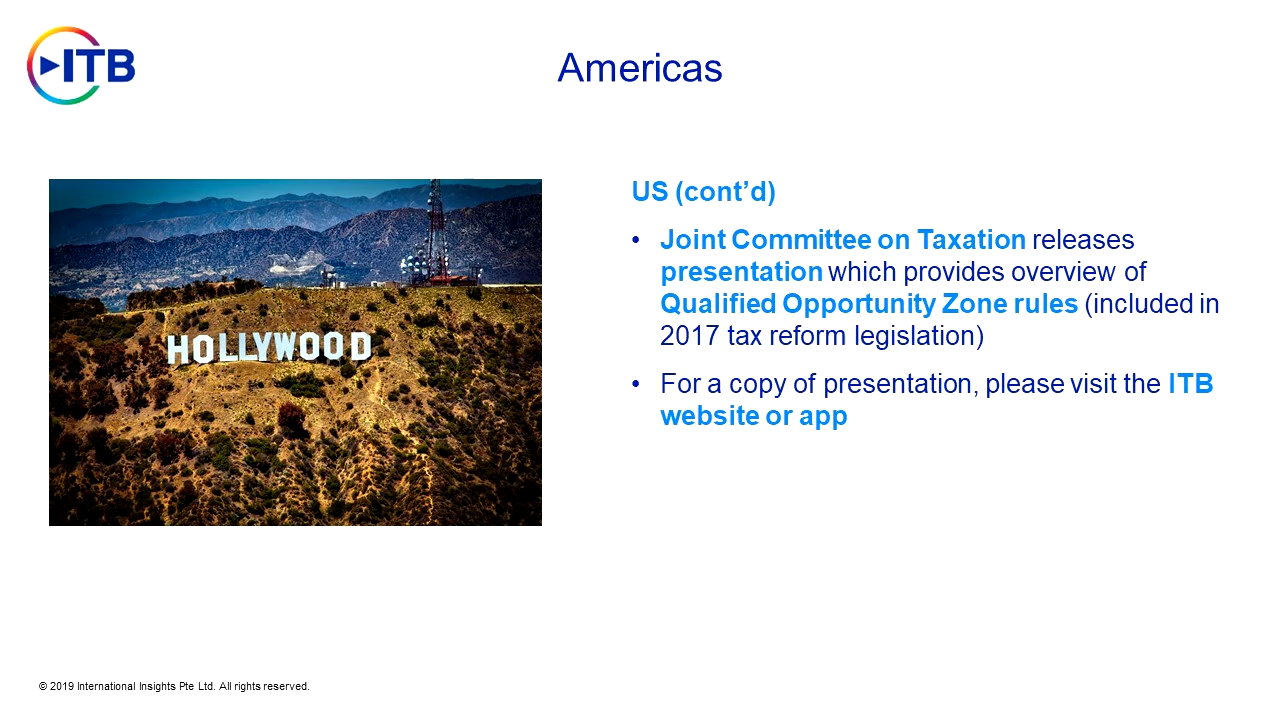 ITB
Americas
HOLLYWOOD
US (cont’d)
• Joint Committee on Taxation releases
presentation which provides overview of
Qualified Opportunity Zone rules (included in
2017 tax reform legislation)
• For a copy of presentation, please visit the ITB
website or app
© 2019 International Insights Pte Ltd. All rights reserved.